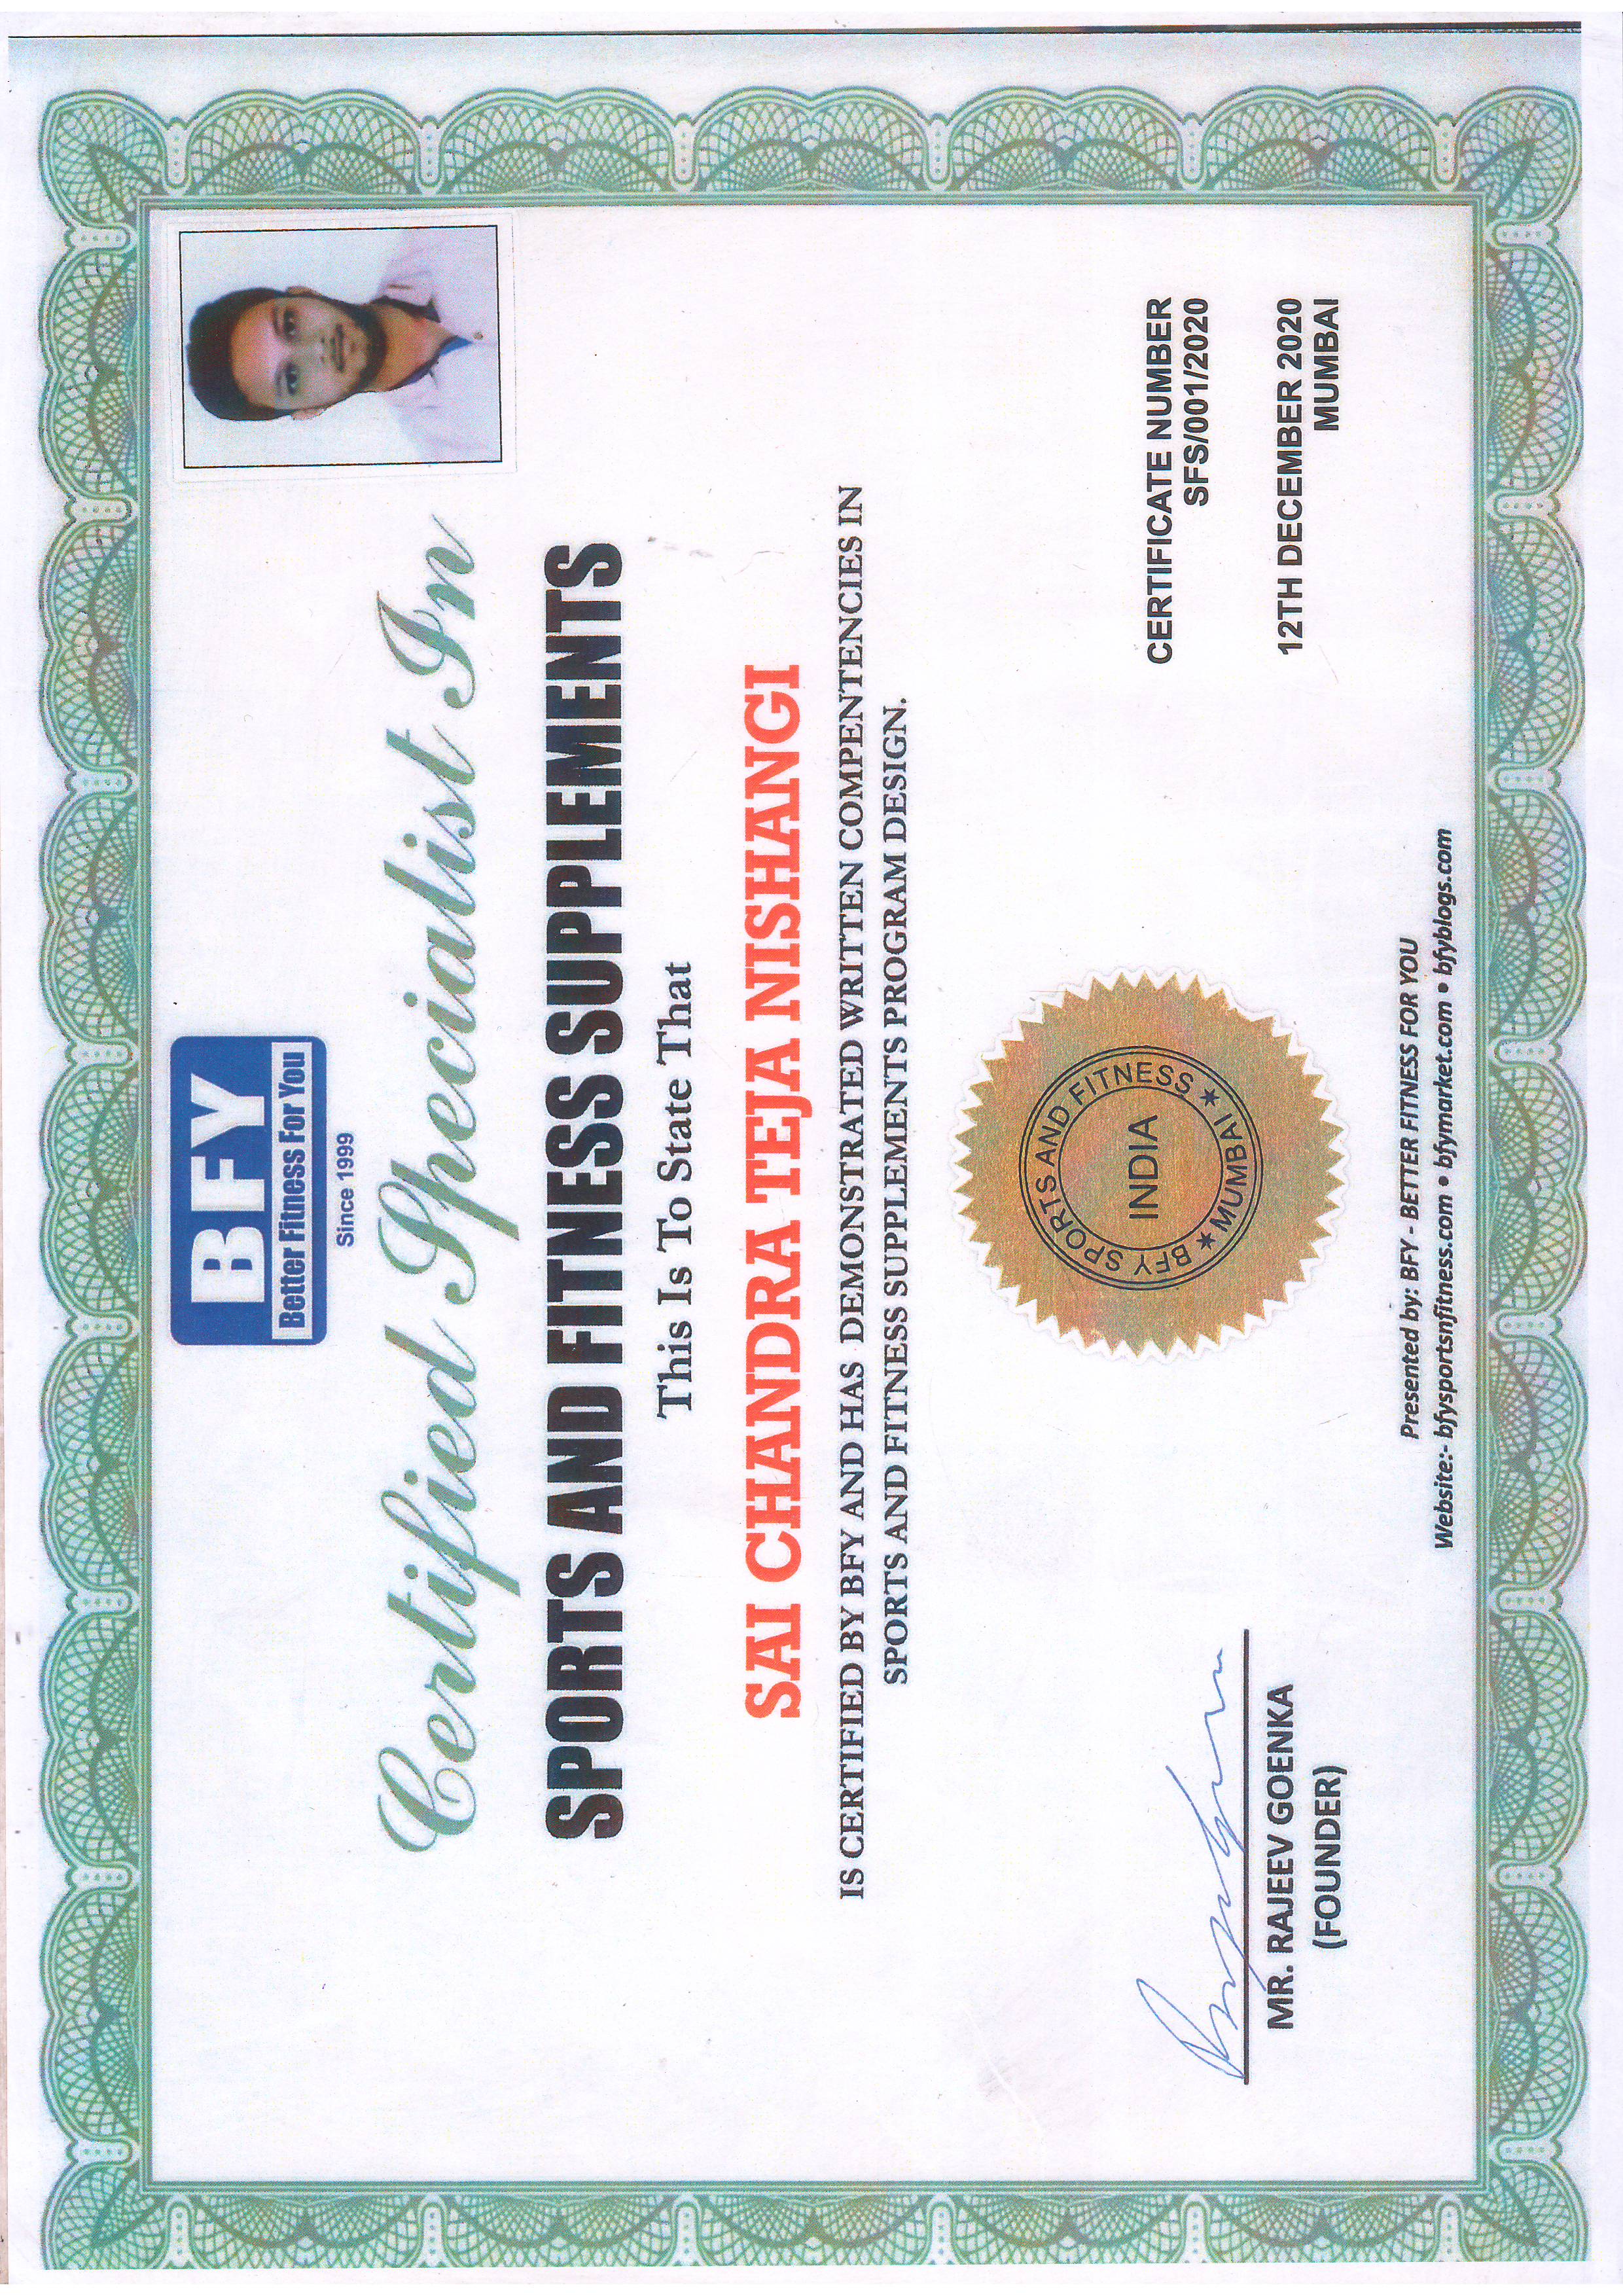 BFY
Better Fitness For You
Since 1999
Certified Specialist In
SPORTS AND FITNESS SUPPLEMENTS
This Is To State That
SAI CHANDRA TEJA NISHANGI
IS CERTIFIED BY BFY AND HAS DEMONSTRATED WRITTEN COMPENTENCIES IN
SPORTS AND FITNESS SUPPLEMENTS PROGRAM DESIGN.
BFY SPORTS AND FITNESS
INDIA
★ MUMBAI ★
MR. RAJEEV GOENKA
(FOUNDER)
CERTIFICATE NUMBER
SFS/001/2020
12TH DECEMBER 2020
MUMBAI
Presented by: BFY - BETTER FITNESS FOR YOU
Website:- bfysportsnfitness.com • bfymarket.com • bfyblogs.com